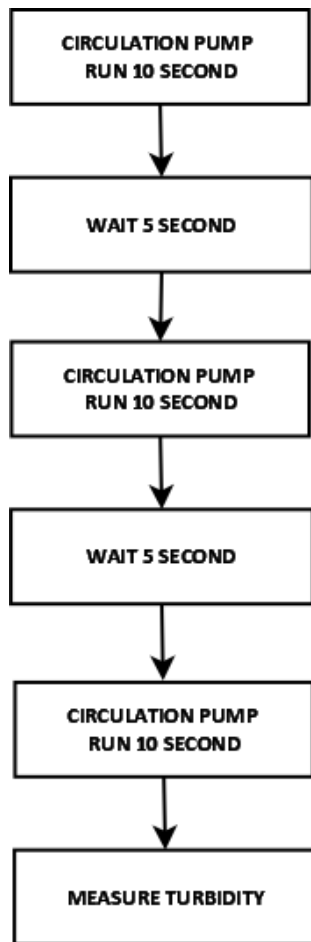 CIRCULATION PUMP
RUN 10 SECOND
WAIT 5 SECOND
CIRCULATION PUMP
RUN 10 SECOND
WAIT 5 SECOND
CIRCULATION PUMP
RUN 10 SECOND
MEASURE TURBIDITY